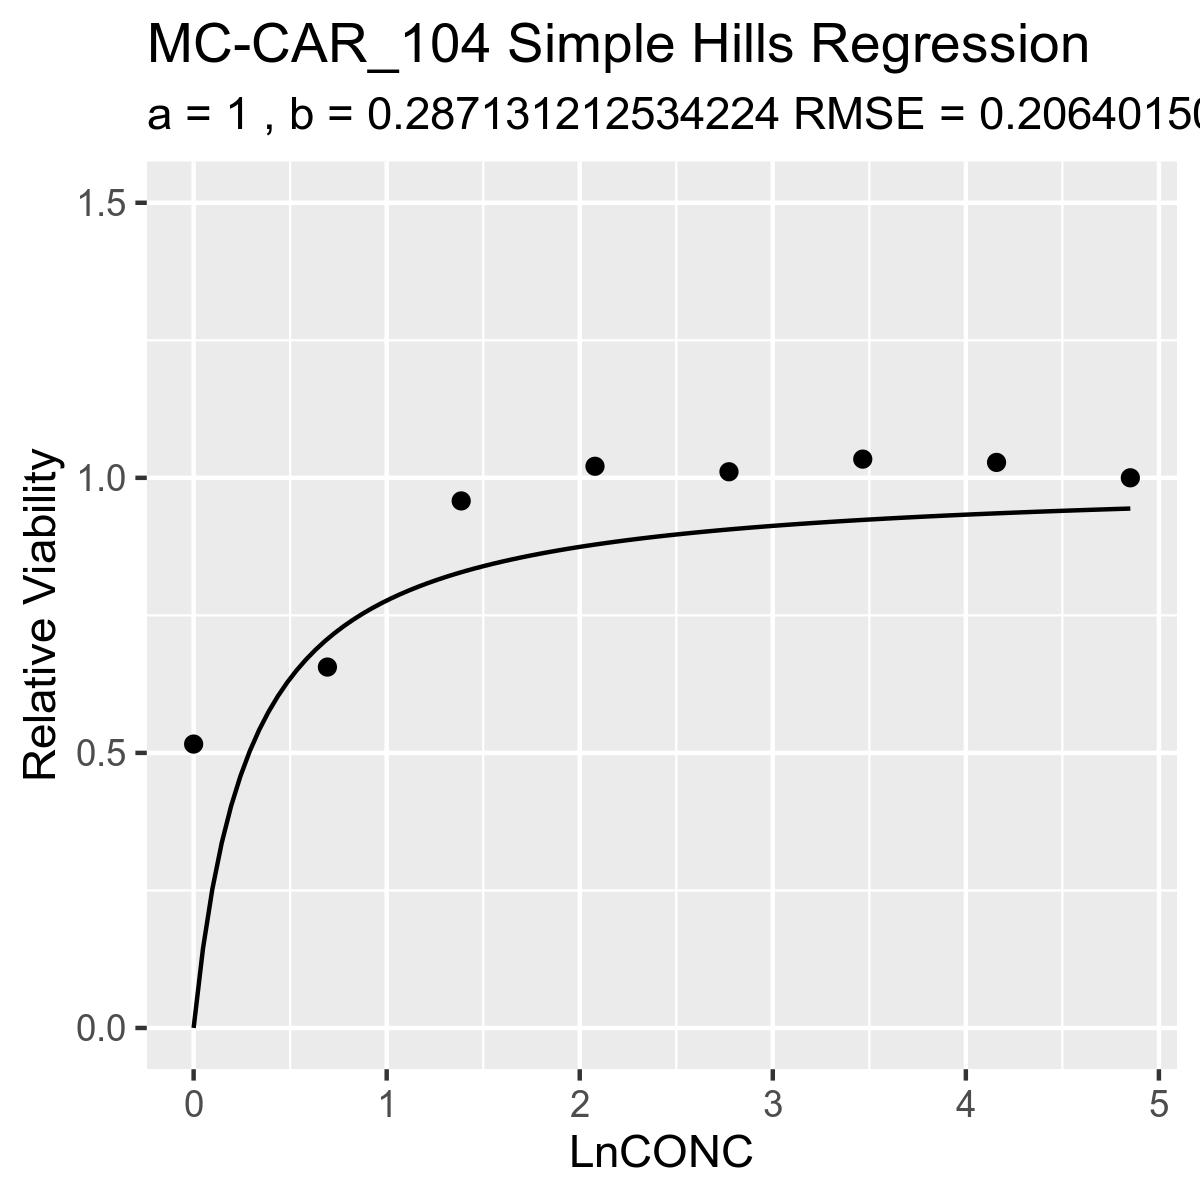 MC-CAR_104 Simple Hills Regression
a = 1 , b = 0.287131212534224 RMSE = 0.20640150
1.5
1.0
0.5
0.0
Relative Viability
0 1 2 3 4 5
LnCONC